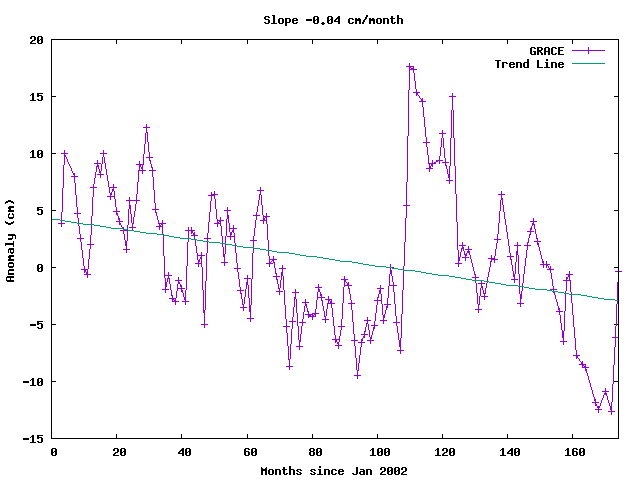 Slope -0.04 cm/month
GRACE
Trend Line
20
15
10
5
0
-5
-10
-15
Anomaly (cm)
0 20 40 60 80 100 120 140 160
Months since Jan 2002